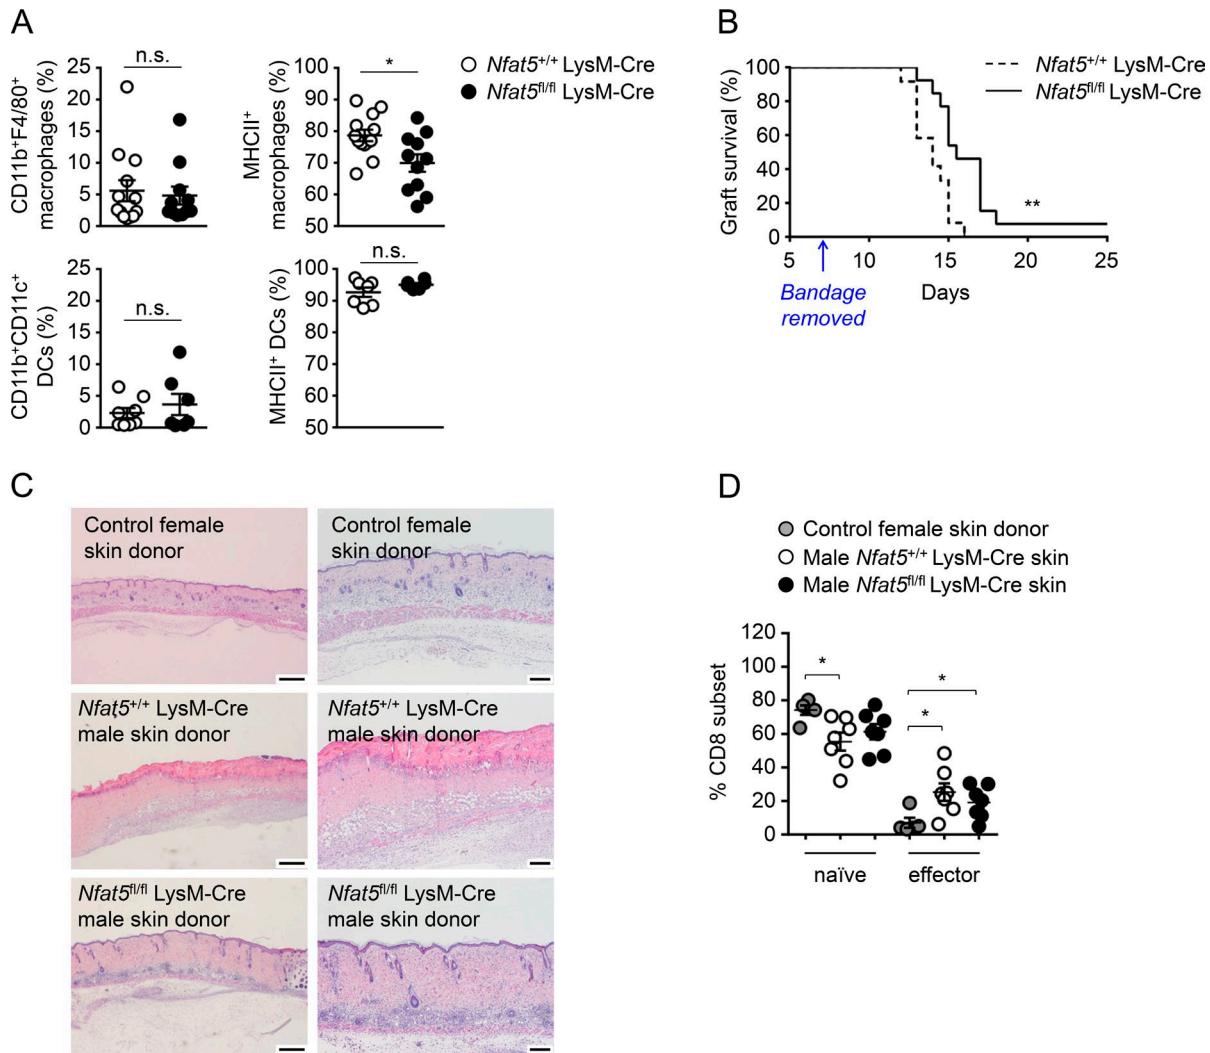 A
n.s.
CD11b⁺F4/80⁺
macrophages (%)
25
20
15
10
5
0
*
MHCII⁺
macrophages (%)
100
90
80
70
60
50
Nfat5⁺/⁺ LysM-Cre
Nfat5ᶠˡ/ᶠˡ LysM-Cre
n.s.
CD11b⁺CD11c⁺
DCs (%)
25
20
15
10
5
0
n.s.
MHCII⁺ DCs (%)
100
90
80
70
60
50
B
Nfat5⁺/⁺ LysM-Cre
Nfat5ᶠˡ/ᶠˡ LysM-Cre
Graft survival (%)
100
80
60
40
20
0
**
5 10 15 20 25
Bandage
removed
Days
C
Control female
skin donor
Control female
skin donor
Nfat5⁺/⁺ LysM-Cre
male skin donor
Nfat5⁺/⁺ LysM-Cre
male skin donor
Nfat5ᶠˡ/ᶠˡ LysM-Cre
male skin donor
Nfat5ᶠˡ/ᶠˡ LysM-Cre
male skin donor
D
Control female skin donor
Male Nfat5⁺/⁺ LysM-Cre skin
Male Nfat5ᶠˡ/ᶠˡ LysM-Cre skin
% CD8 subset
120
100
80
60
40
20
0
*
*
*
naïve effector